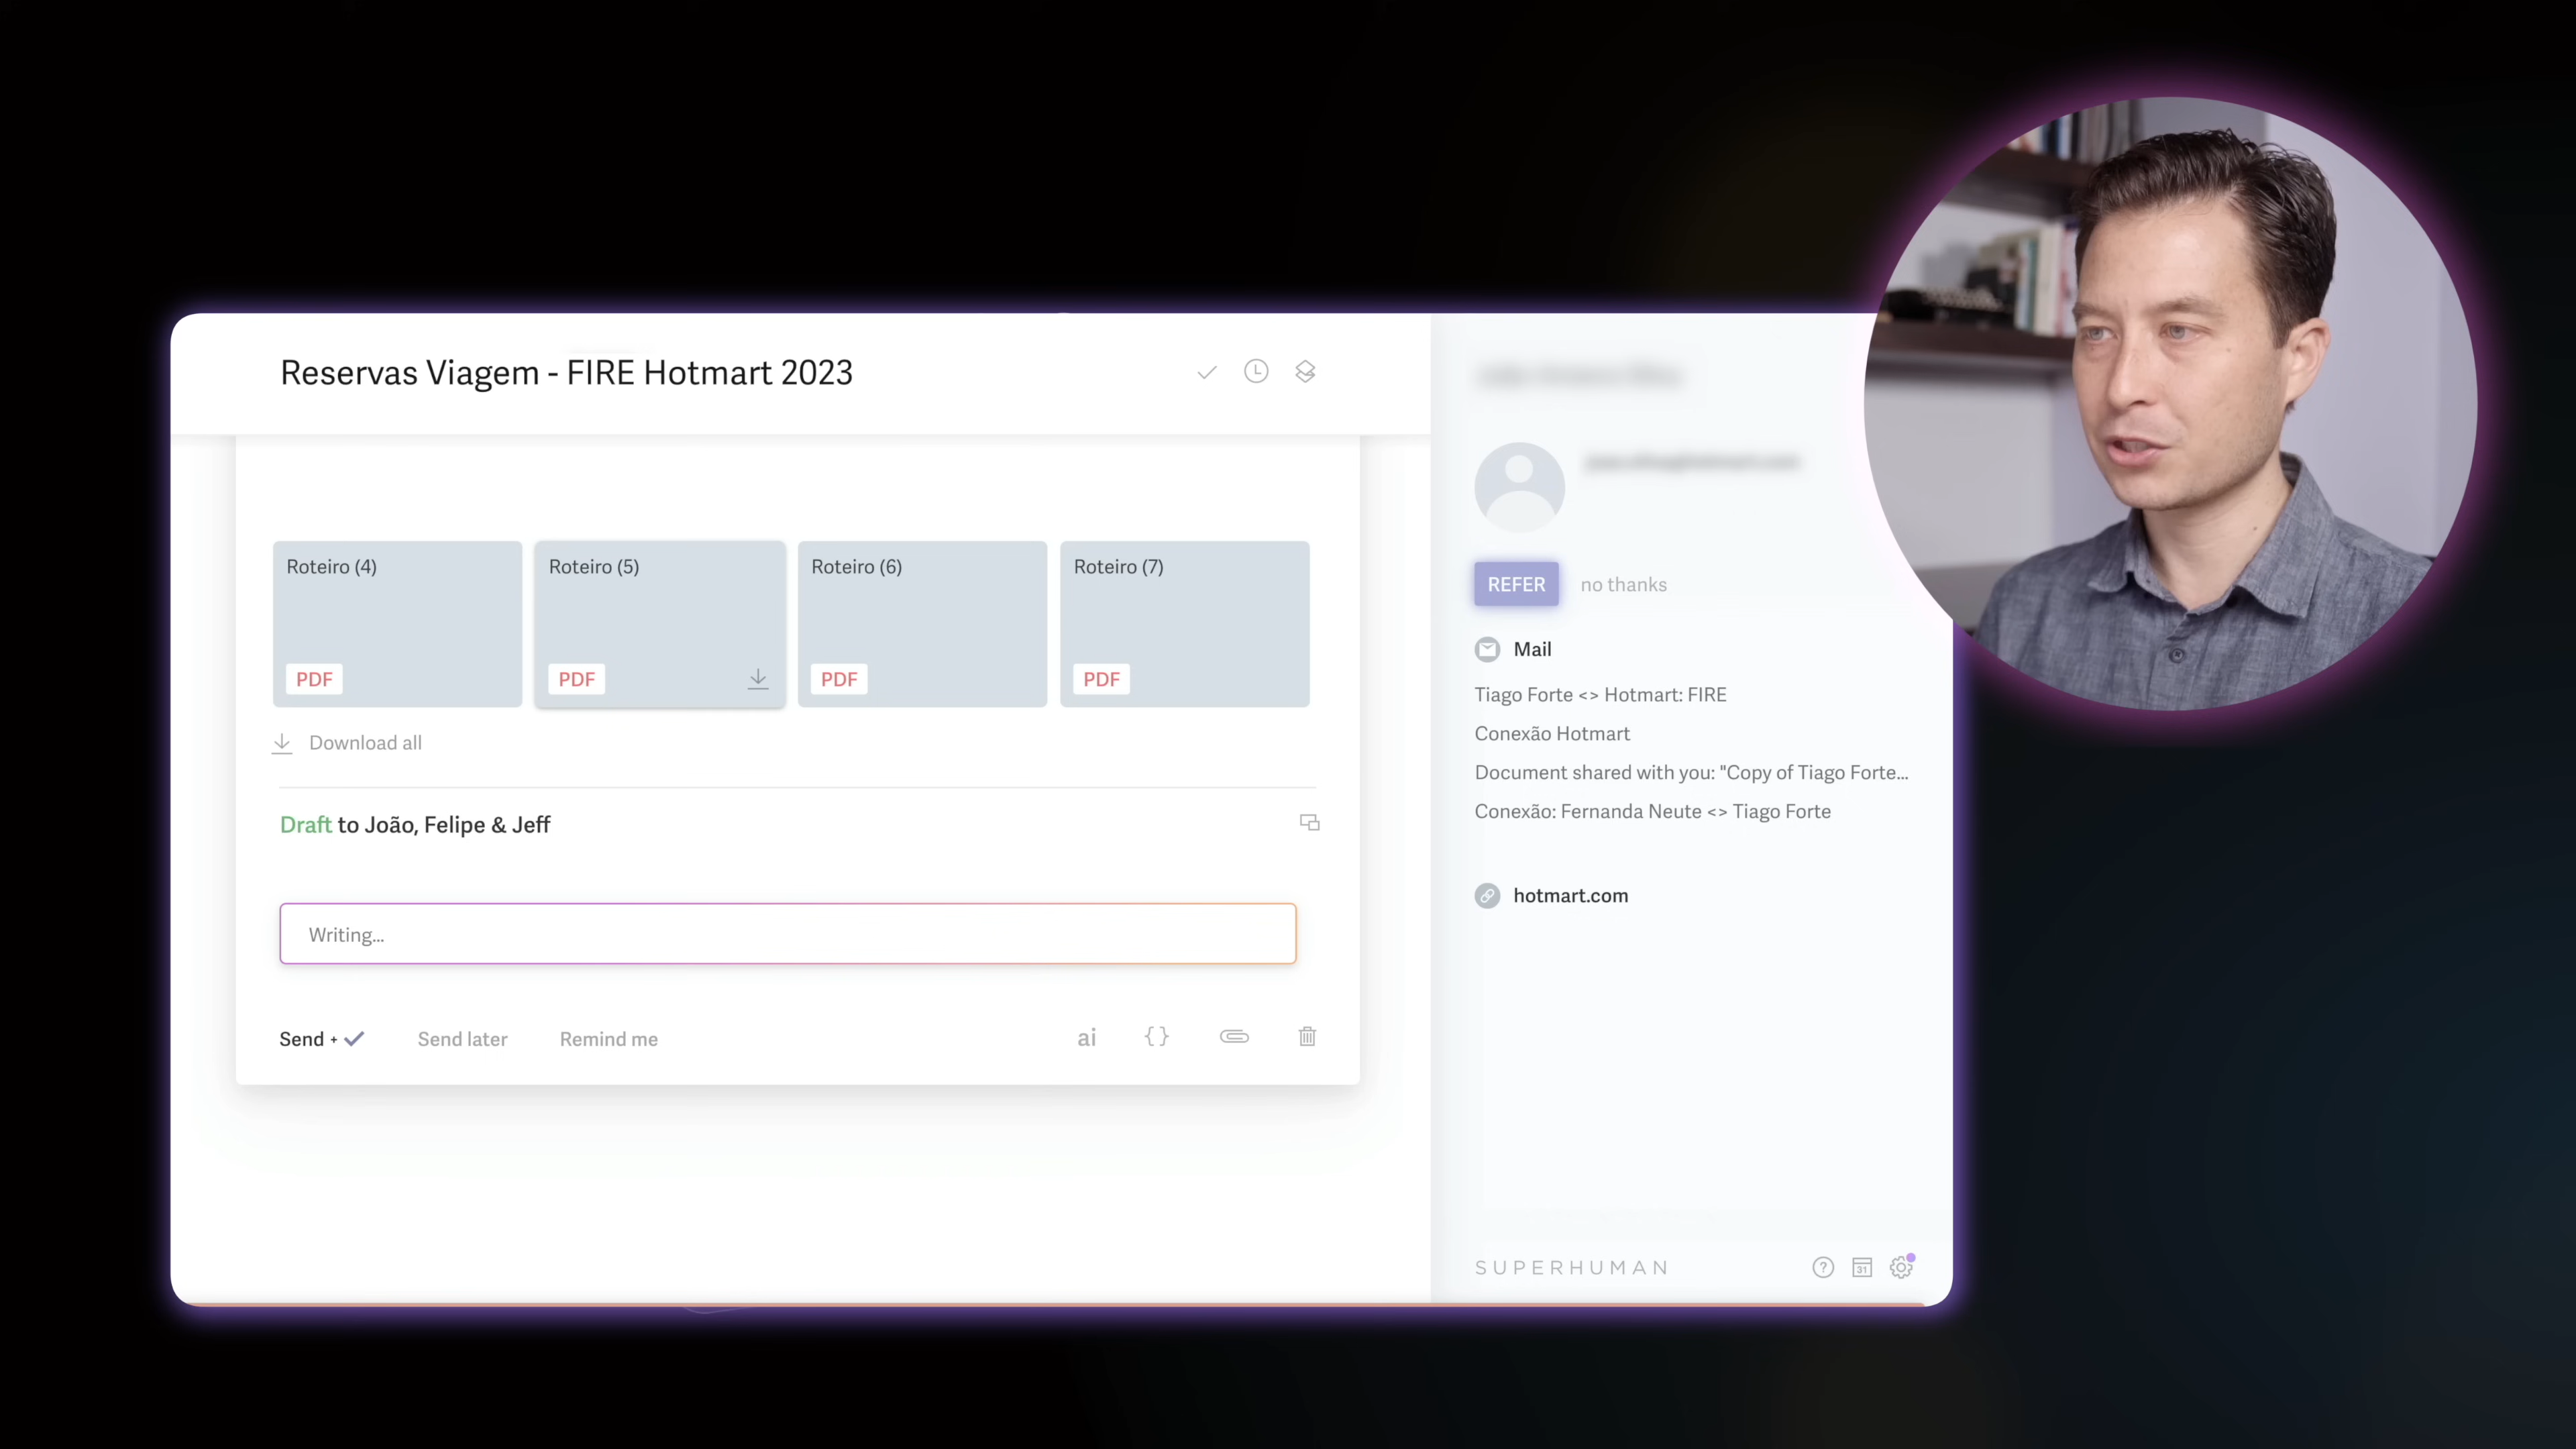 Reservas Viagem - FIRE Hotmart 2023
Roteiro (4)
PDF
Roteiro (5)
PDF
Roteiro (6)
PDF
Roteiro (7)
PDF
Download all
Draft to João, Felipe & Jeff
Writing...
Send + ✓
Send later
Remind me
ai
{}
REFER
no thanks
Mail
Tiago Forte <> Hotmart: FIRE
Conexão Hotmart
Document shared with you: "Copy of Tiago Forte...
Conexão: Fernanda Neute <> Tiago Forte
hotmart.com
SUPERHUMAN
?
31